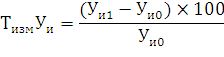 ТизмУи = (Уи1 − Уи0) × 100 / Уи0